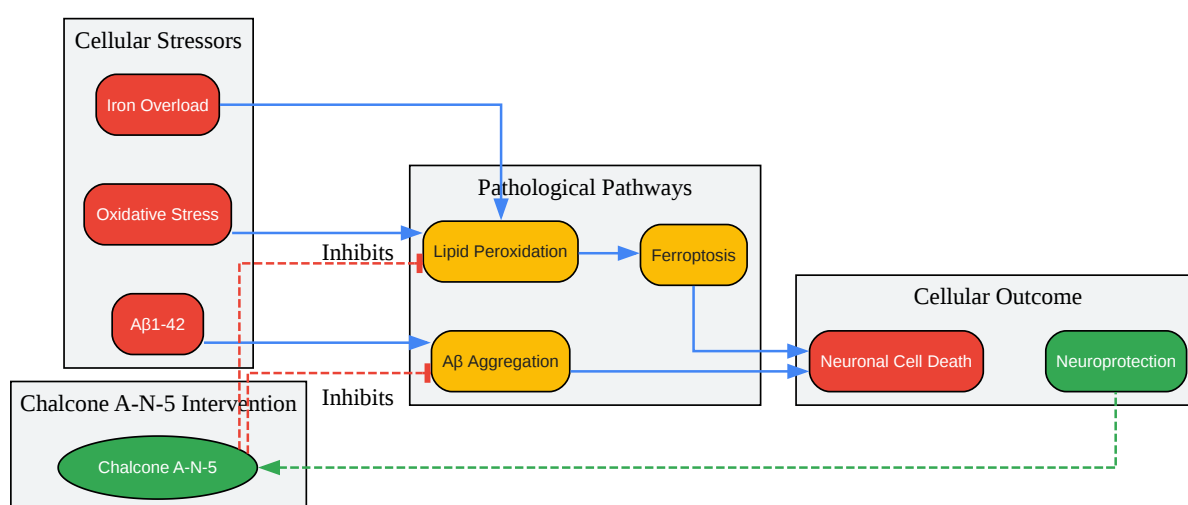 Cellular Stressors
Iron Overload
Oxidative Stress
Aβ1-42
Pathological Pathways
Lipid Peroxidation
Ferroptosis
Inhibits
Aβ Aggregation
Inhibits
Cellular Outcome
Neuronal Cell Death
Neuroprotection
Chalcone A-N-5 Intervention
Chalcone A-N-5